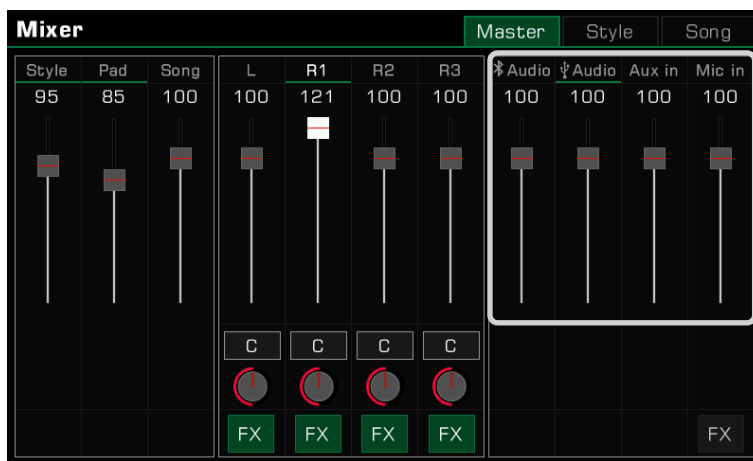 Mixer Master Style Song
Style Pad Song L R1 R2 R3 Audio Audio Aux in Mic in
95 85 100 100 121 100 100 100 100 100 100
C C C C
FX FX FX FX FX